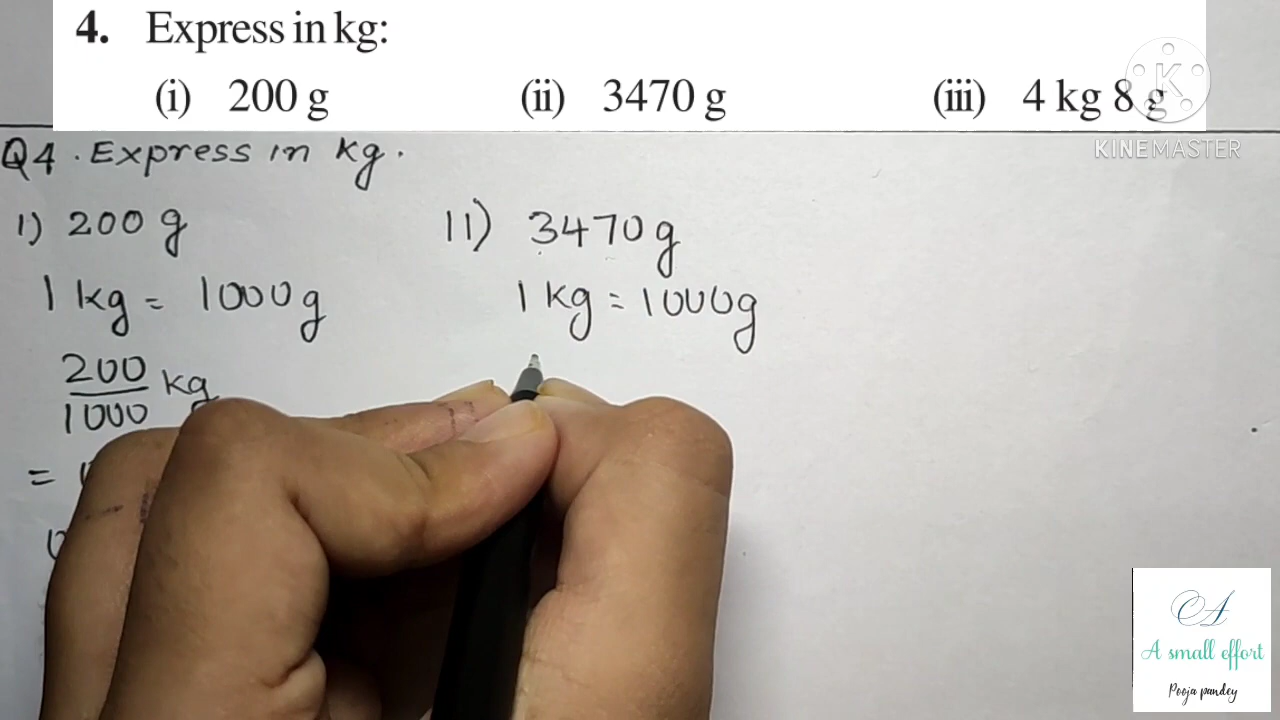 4. Express in kg:
(i) 200 g (ii) 3470 g (iii) 4 kg 8 g
K
KINEMASTER
Q4. Express in kg.
1) 200 g
1 kg = 1000 g
200
1000 kg
=
11) 3470 g
1 kg = 1000g
A
A small effort
Pooja pandey